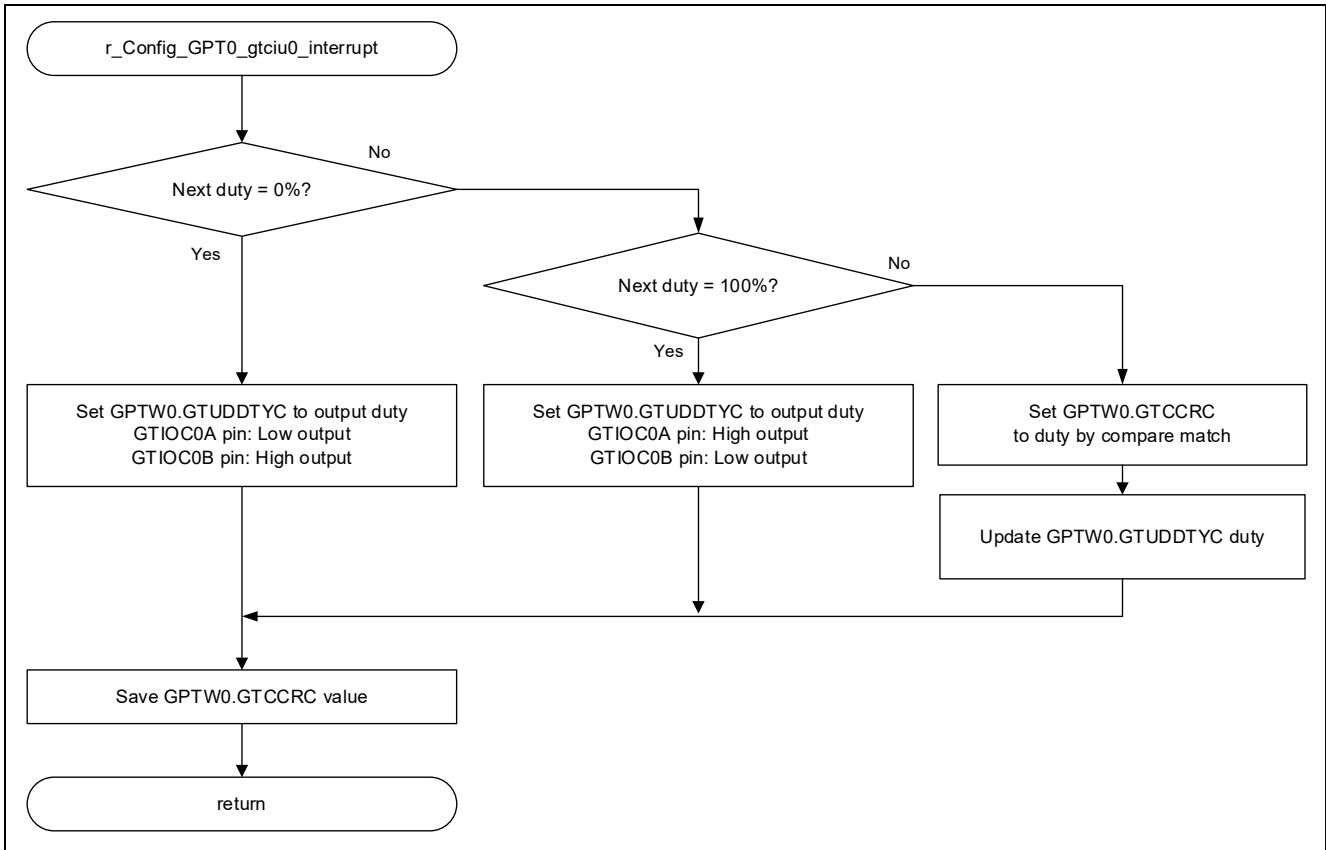 r_Config_GPT0_gtciu0_interrupt
Next duty = 0%?
No
Yes
Next duty = 100%?
No
Yes
Set GPTW0.GTUDDTYC to output duty
GTIOC0A pin: Low output
GTIOC0B pin: High output
Set GPTW0.GTUDDTYC to output duty
GTIOC0A pin: High output
GTIOC0B pin: Low output
Set GPTW0.GTCCRC
to duty by compare match
Update GPTW0.GTUDDTYC duty
Save GPTW0.GTCCRC value
return